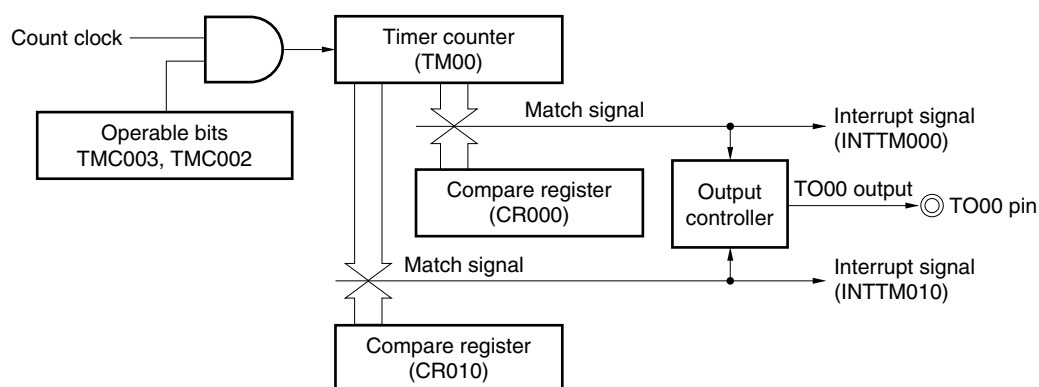 Count clock
Timer counter
(TM00)
Operable bits
TMC003, TMC002
Match signal
Interrupt signal
(INTTM000)
Compare register
(CR000)
Output
controller
TO00 output
TO00 pin
Match signal
Interrupt signal
(INTTM010)
Compare register
(CR010)